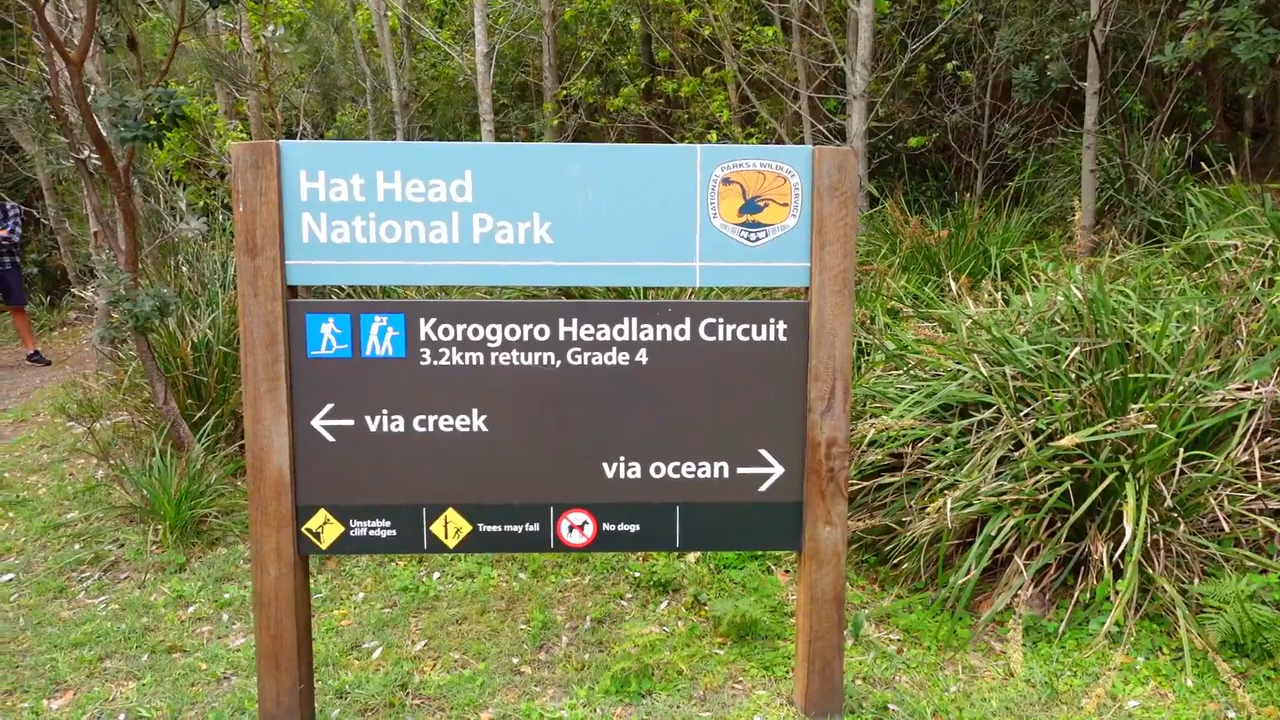 Hat Head
National Park
NATIONAL PARKS & WILDLIFE SERVICE
N·S·W
Korogoro Headland Circuit
3.2km return, Grade 4
via creek
via ocean
Unstable
cliff edges
Trees may fall
No dogs